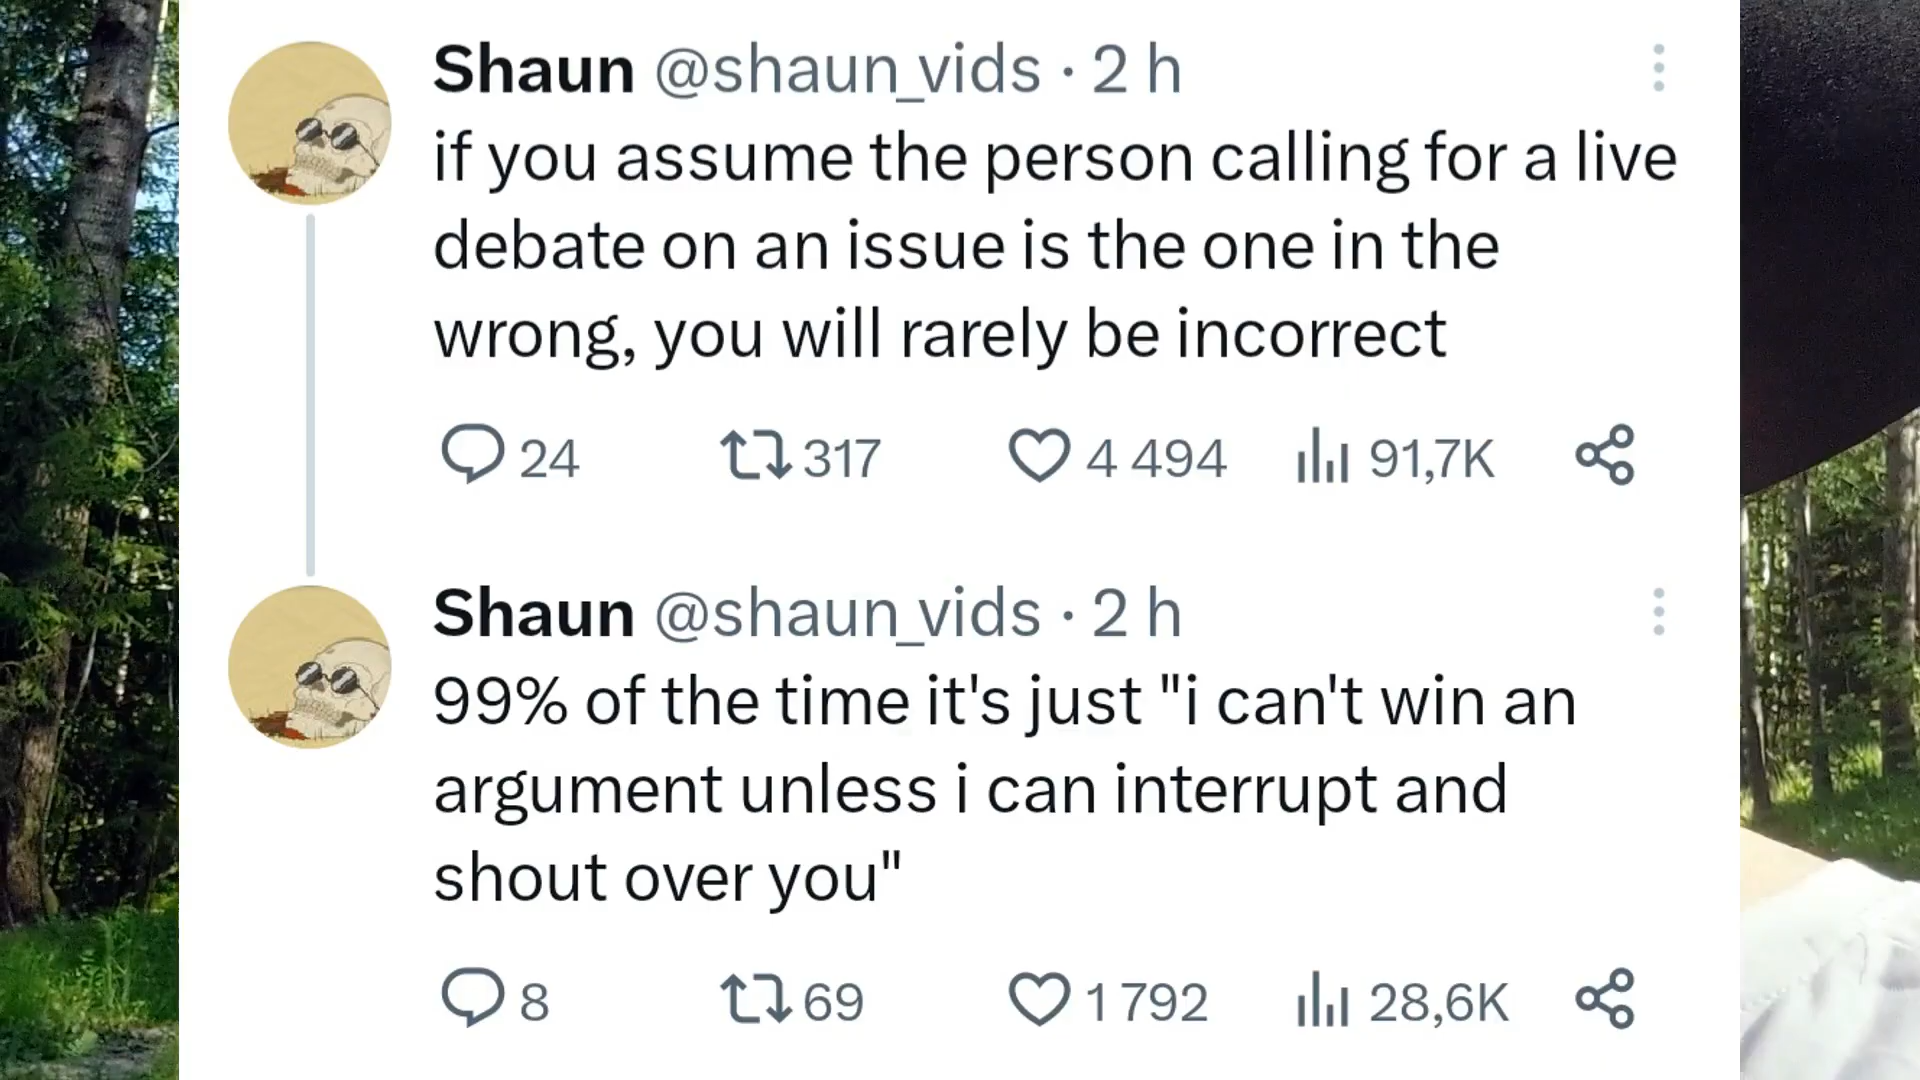 Shaun @shaun_vids · 2 h
if you assume the person calling for a live
debate on an issue is the one in the
wrong, you will rarely be incorrect
24 317 4 494 91,7K
Shaun @shaun_vids · 2 h
99% of the time it's just "i can't win an
argument unless i can interrupt and
shout over you"
8 69 1 792 28,6K